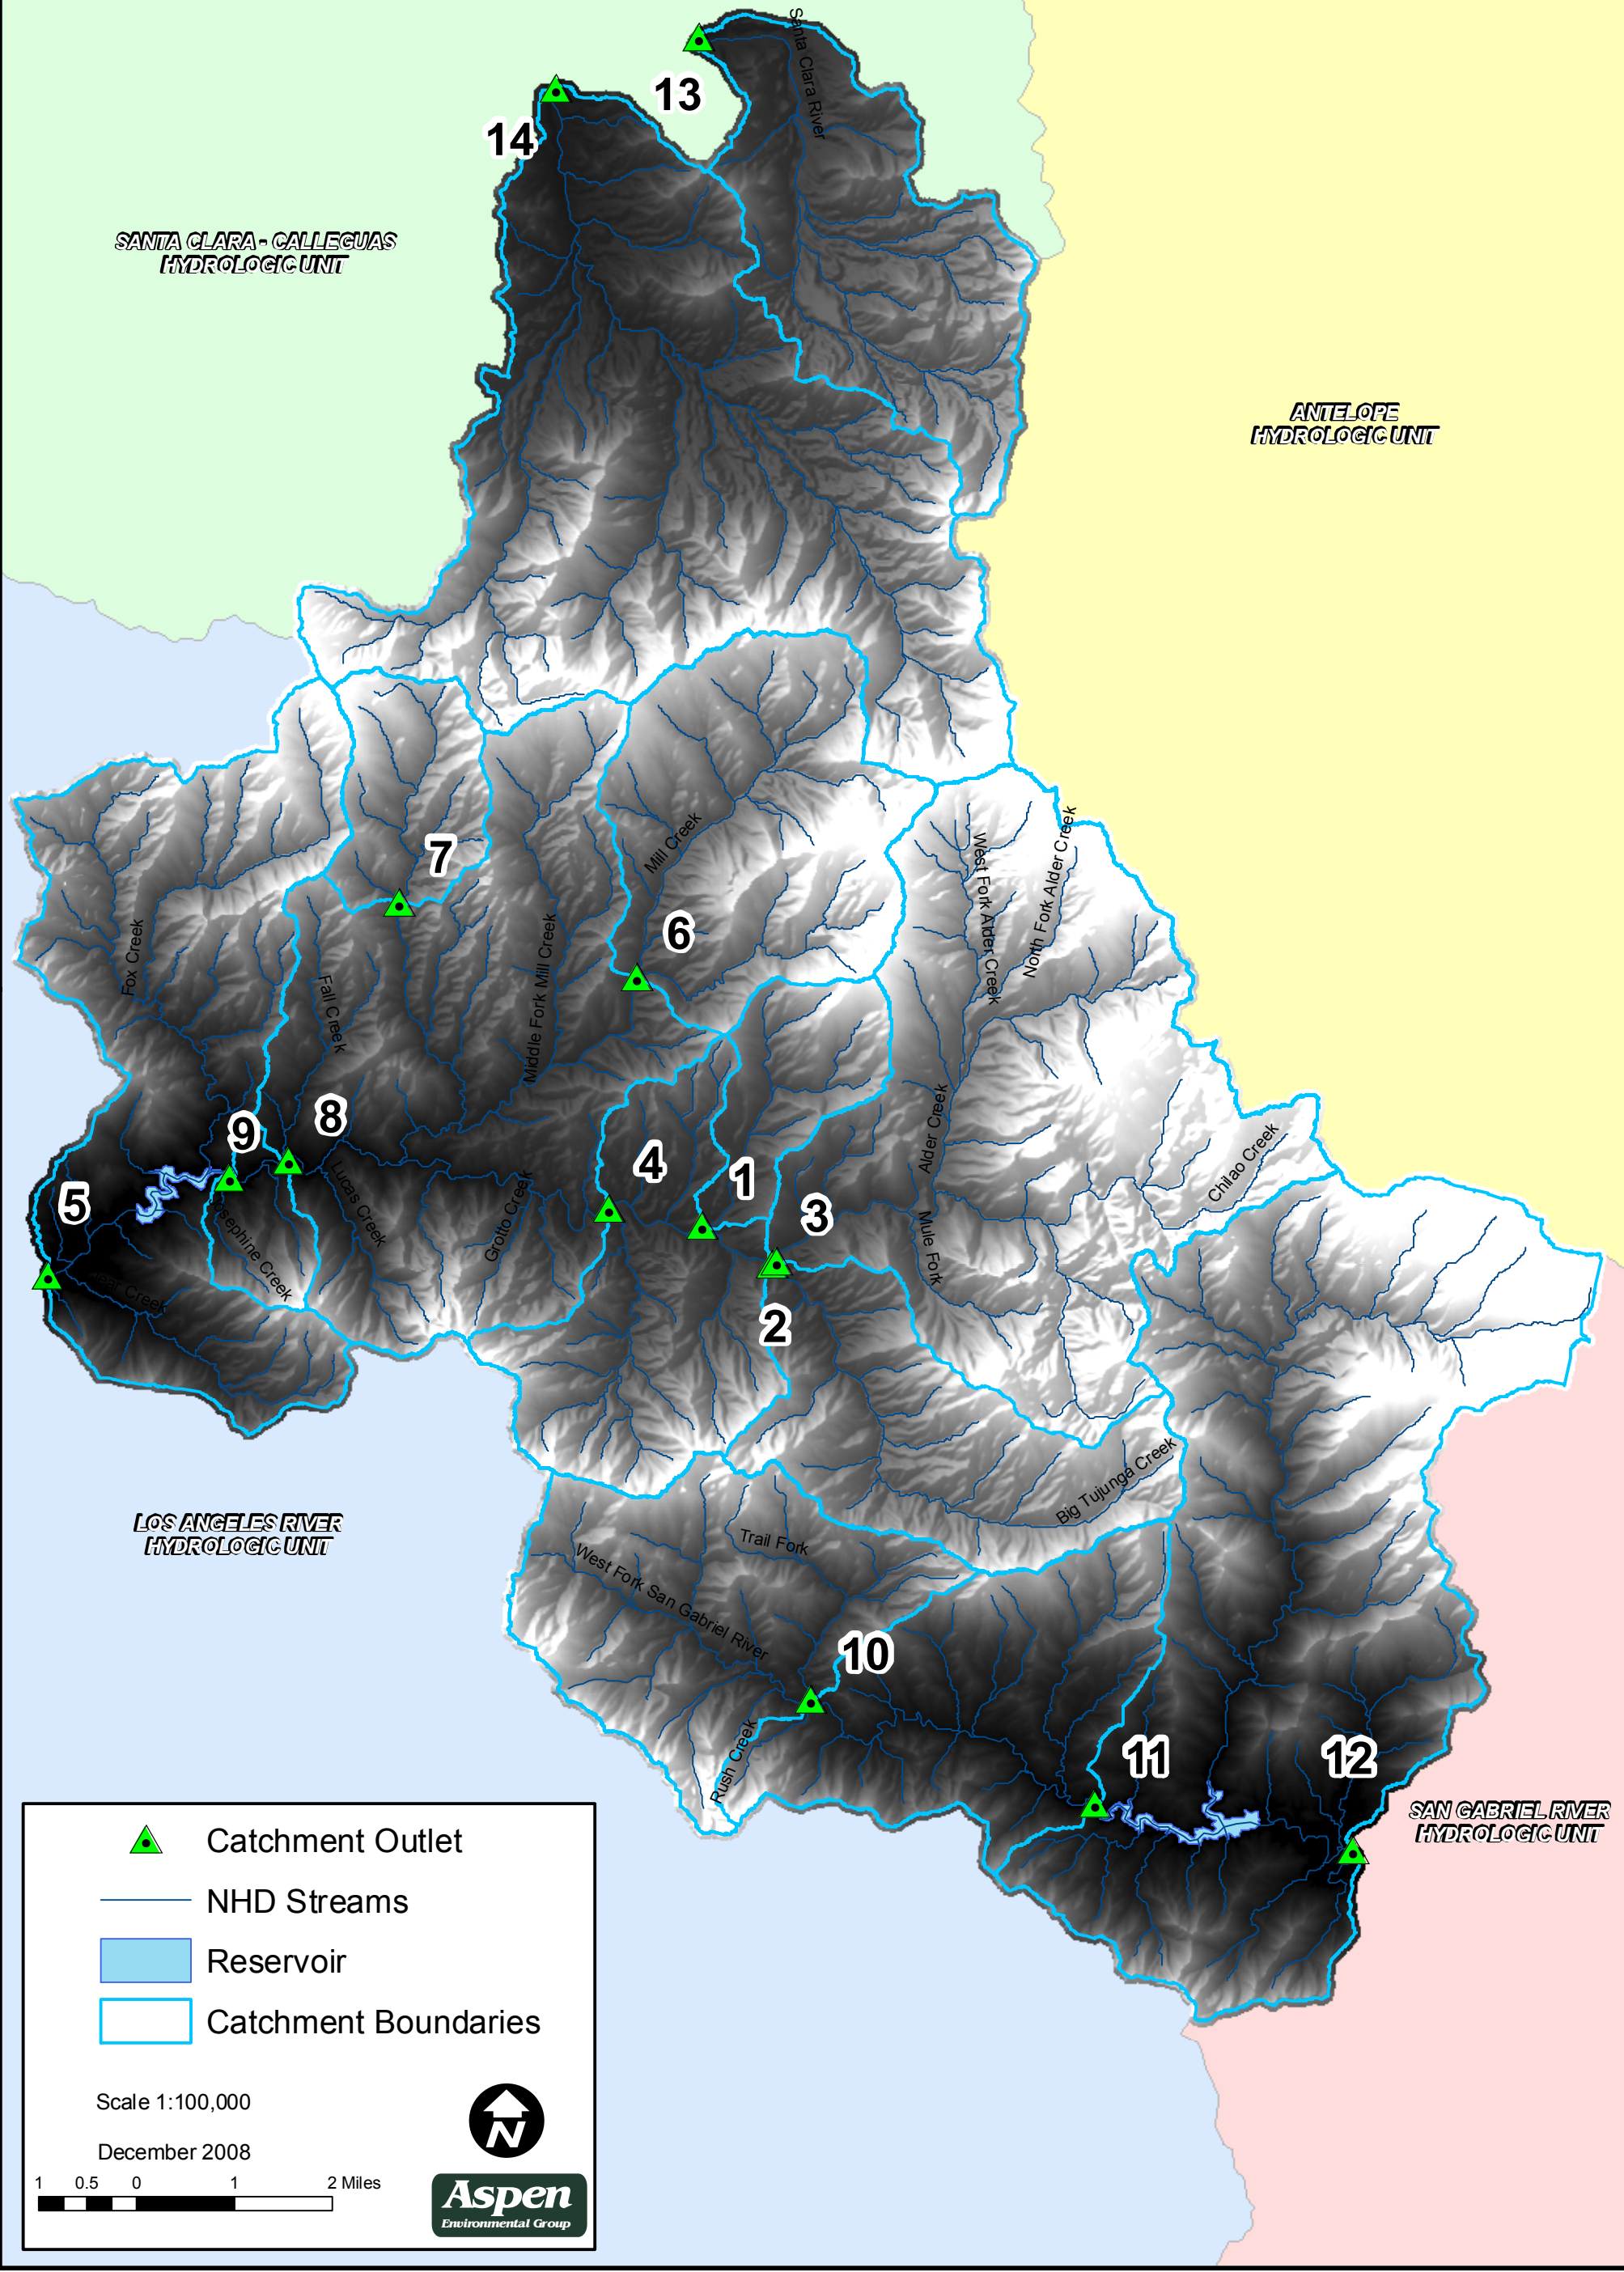 Santa Clara River
13
14
SANTA CLARA - CALLEGUAS
HYDROLOGIC UNIT
ANTELOPE
HYDROLOGIC UNIT
7
Mill Creek
West Fork Alder Creek
North Fork Alder Creek
6
Fox Creek
Fall Creek
Middle Fork Mill Creek
9
8
4
1
3
5
Alder Creek
Chilao Creek
Lucas Creek
Grotto Creek
Josephine Creek
Mule Fork
Creek
2
Big Tujunga Creek
LOS ANGELES RIVER
HYDROLOGIC UNIT
Trail Fork
West Fork San Gabriel River
10
Rush Creek
11
12
SAN GABRIEL RIVER
HYDROLOGIC UNIT
Catchment Outlet
NHD Streams
Reservoir
Catchment Boundaries
Scale 1:100,000
December 2008
N
1 0.5 0 1 2 Miles
Aspen
Environmental Group